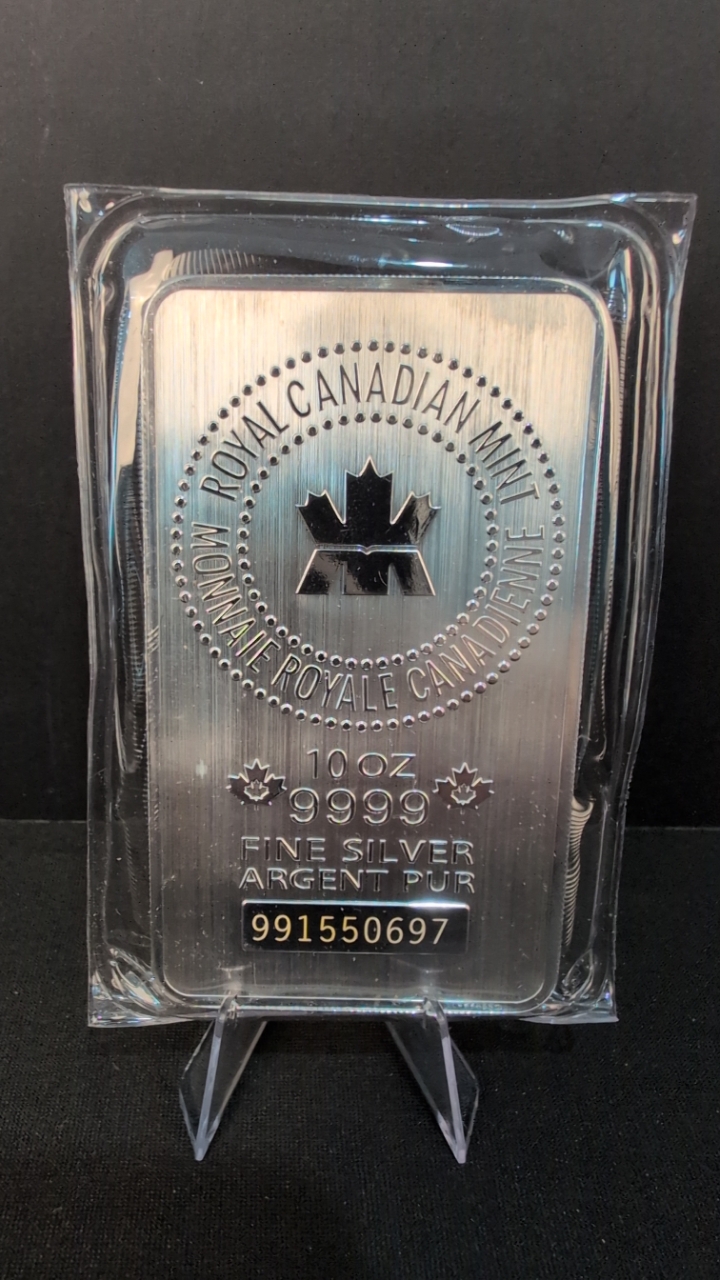 ROYAL CANADIAN MINT
MONNAIE ROYALE CANADIENNE
10 OZ
9999
FINE SILVER
ARGENT PUR
991550697